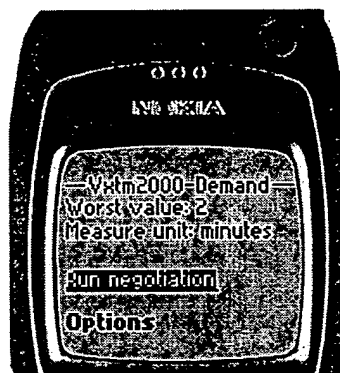 NOKIA
Vxtm2000-Demand
Worst value: 2
Measure unit: minutes
Run negotiation
Options